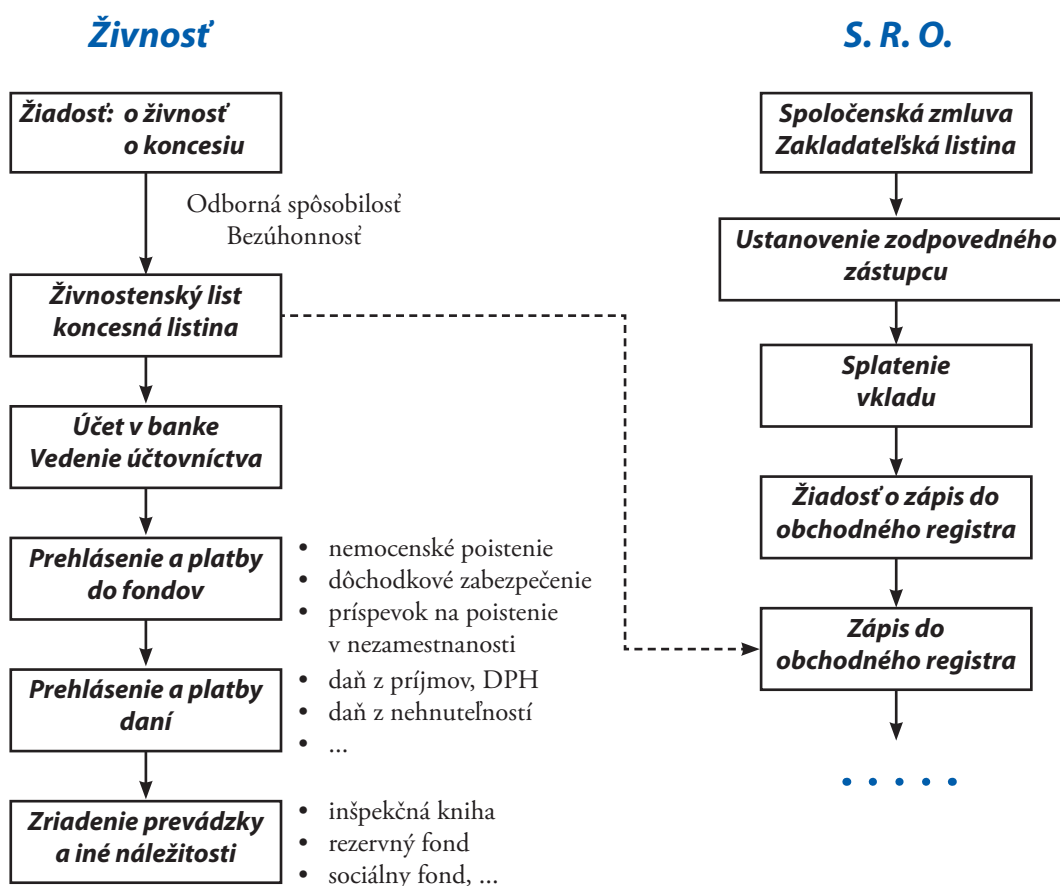 Živnosť
Žiadosť: o živnosť
o koncesiu
Odborná spôsobilosť
Bezúhonnosť
Živnostenský list
koncesná listina
Účet v banke
Vedenie účtovníctva
Prehlásenie a platby
do fondov
• nemocenské poistenie
• dôchodkové zabezpečenie
• príspevok na poistenie
v nezamestnanosti
Prehlásenie a platby
daní
• daň z príjmov, DPH
• daň z nehnuteľností
• ...
Zriadenie prevádzky
a iné náležitosti
• inšpekčná kniha
• rezervný fond
• sociálny fond, ...
S. R. O.
Spoločenská zmluva
Zakladateľská listina
Ustanovenie zodpovedného
zástupcu
Splatenie
vkladu
Žiadosť o zápis do
obchodného registra
Zápis do
obchodného registra
. . . . .